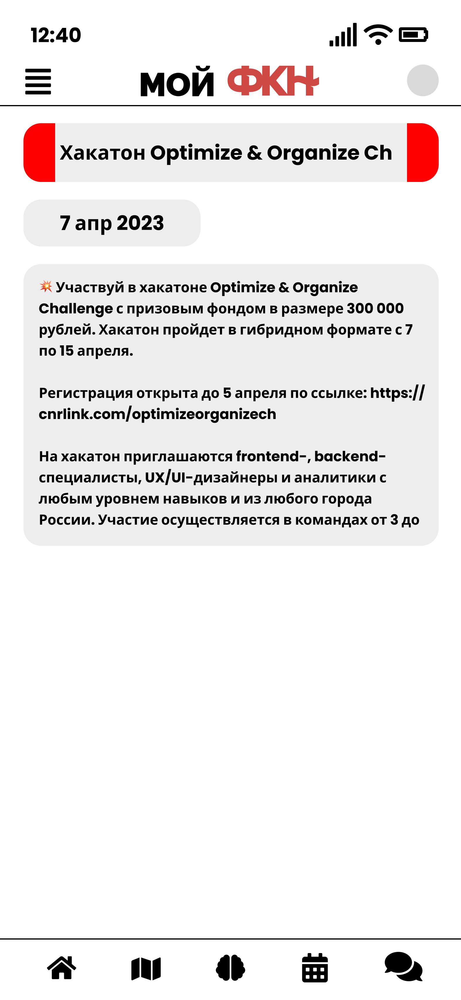 12:40
МОЙ ФКН
Хакатон Optimize & Organize Ch
7 апр 2023
💥 Участвуй в хакатоне Optimize & Organize
Challenge с призовым фондом в размере 300 000
рублей. Хакатон пройдет в гибридном формате с 7
по 15 апреля.
Регистрация открыта до 5 апреля по ссылке: https://
cnrlink.com/optimizeorganizech
На хакатон приглашаются frontend-, backend-
специалисты, UX/UI-дизайнеры и аналитики с
любым уровнем навыков и из любого города
России. Участие осуществляется в командах от 3 до